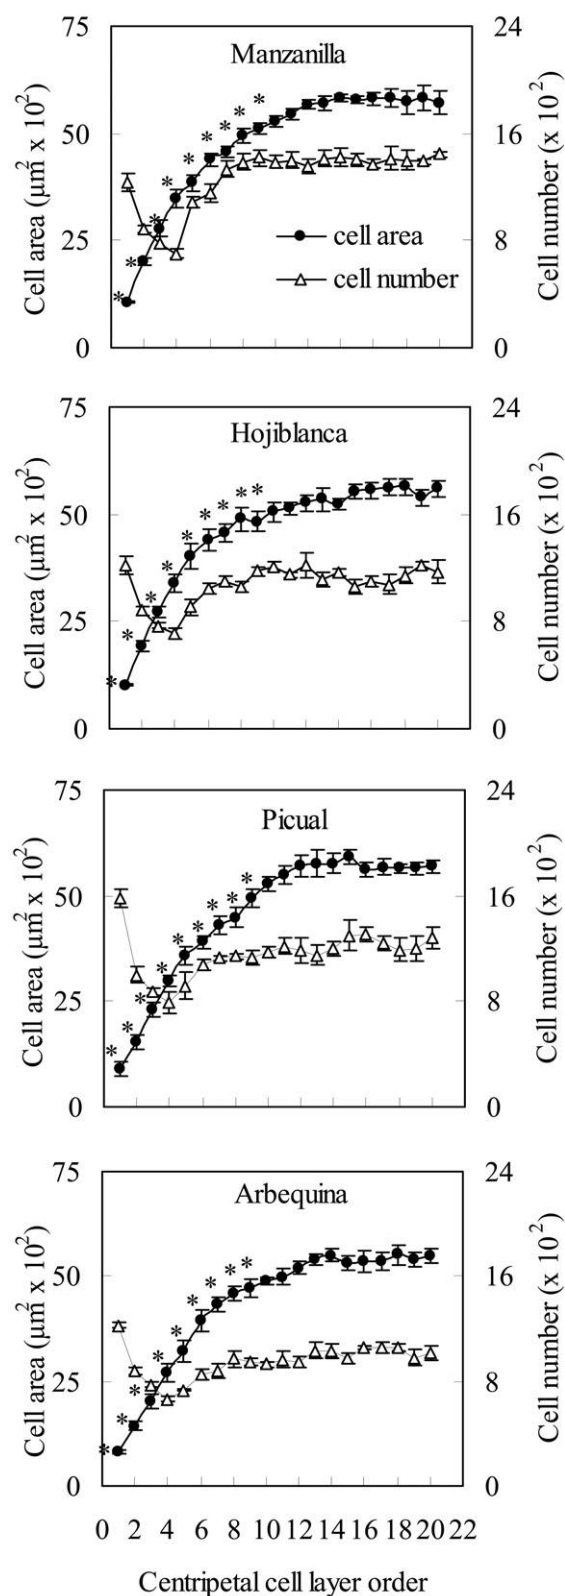 Manzanilla
75
50
25
0
Cell area (µm² x 10²)
24
16
8
0
Cell number (x 10²)
cell area
cell number
* * * * * * * * *
Hojiblanca
75
50
25
0
Cell area (µm² x 10²)
24
16
8
0
Cell number (x 10²)
* * * * * * * * *
Picual
75
50
25
0
Cell area (µm² x 10²)
24
16
8
0
Cell number (x 10²)
* * * * * * * * *
Arbequina
75
50
25
0
Cell area (µm² x 10²)
24
16
8
0
Cell number (x 10²)
* * * * * * * * *
0 2 4 6 8 10 12 14 16 18 20 22
Centripetal cell layer order